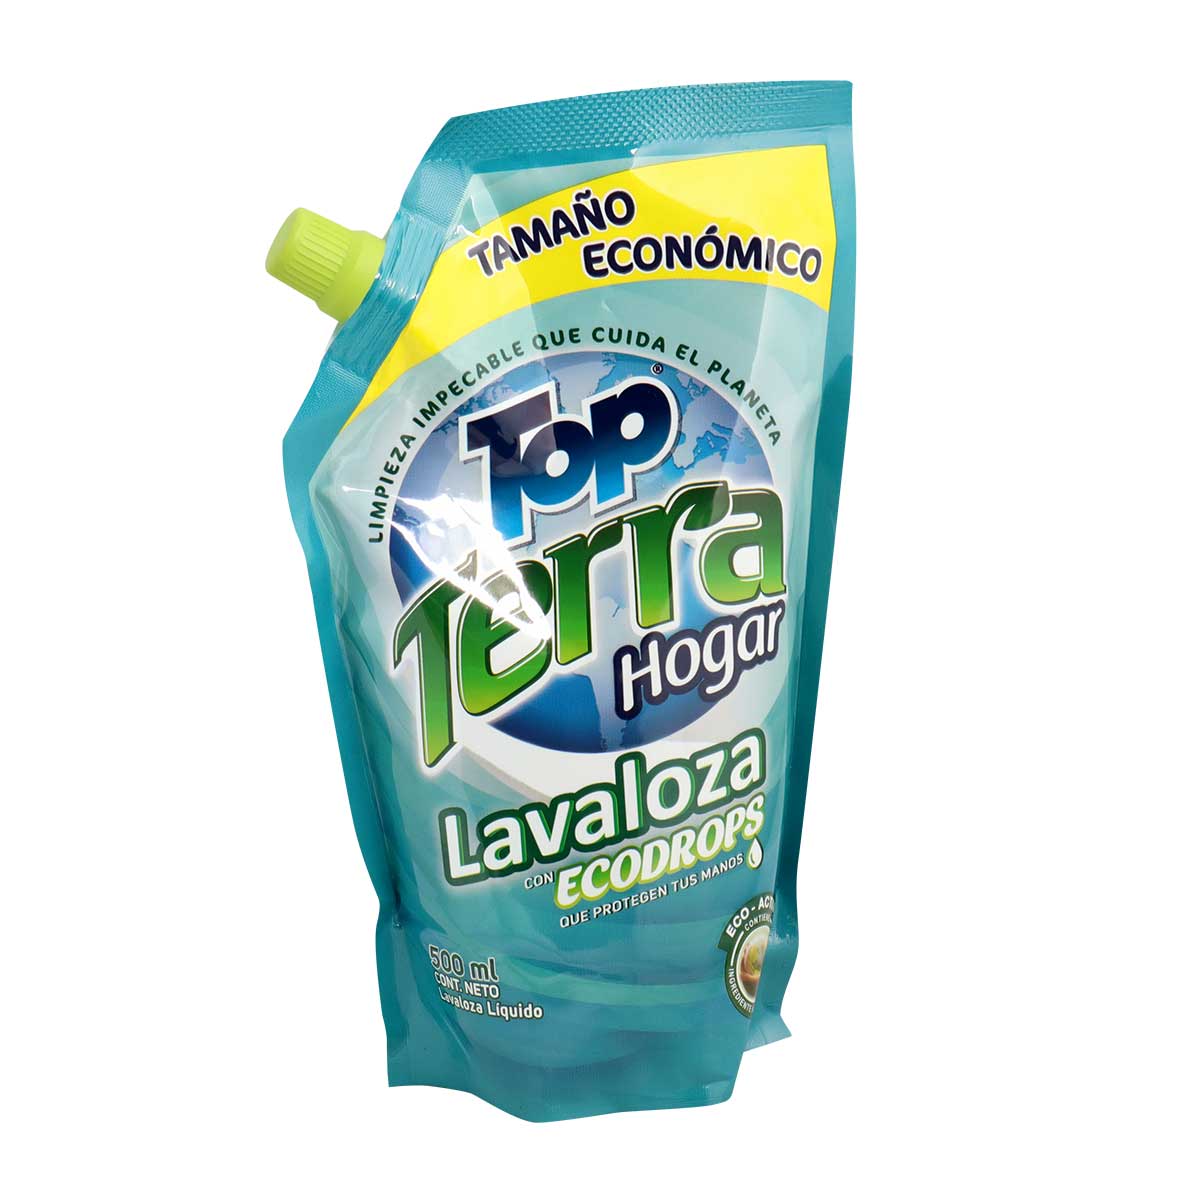 TAMAÑO
ECONÓMICO
LIMPIEZA IMPECABLE QUE CUIDA EL PLANETA
Top®
Terra
Hogar
Lavaloza
CON ECODROPS
QUE PROTEGEN TUS MANOS
500 ml
CONT. NETO
Lavaloza Líquido
ECO -